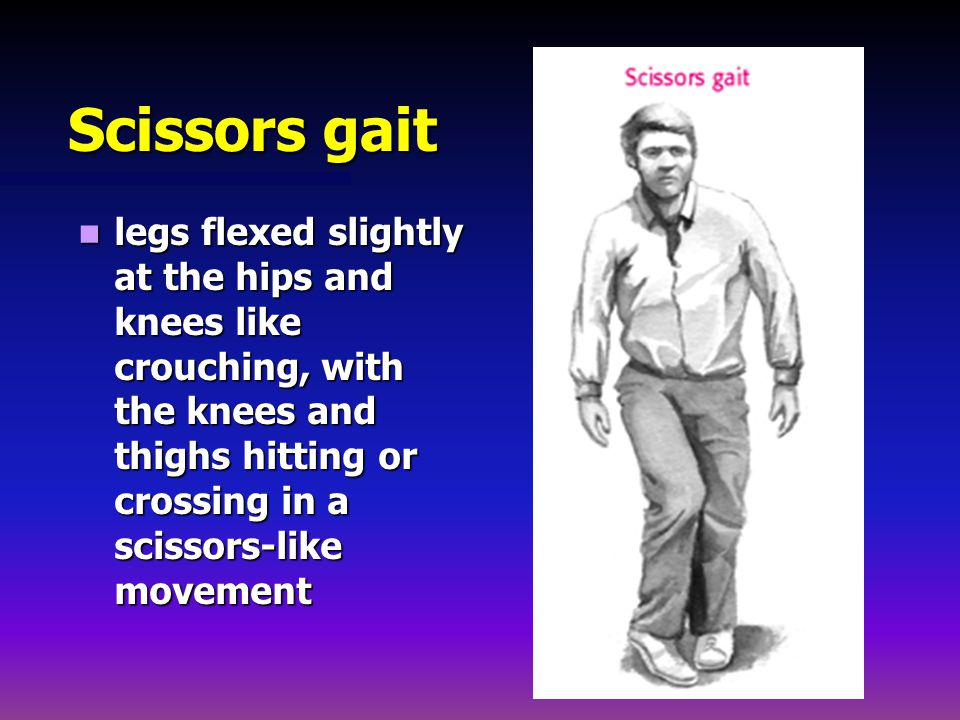 Scissors gait
legs flexed slightly
at the hips and
knees like
crouching, with
the knees and
thighs hitting or
crossing in a
scissors-like
movement
Scissors gait